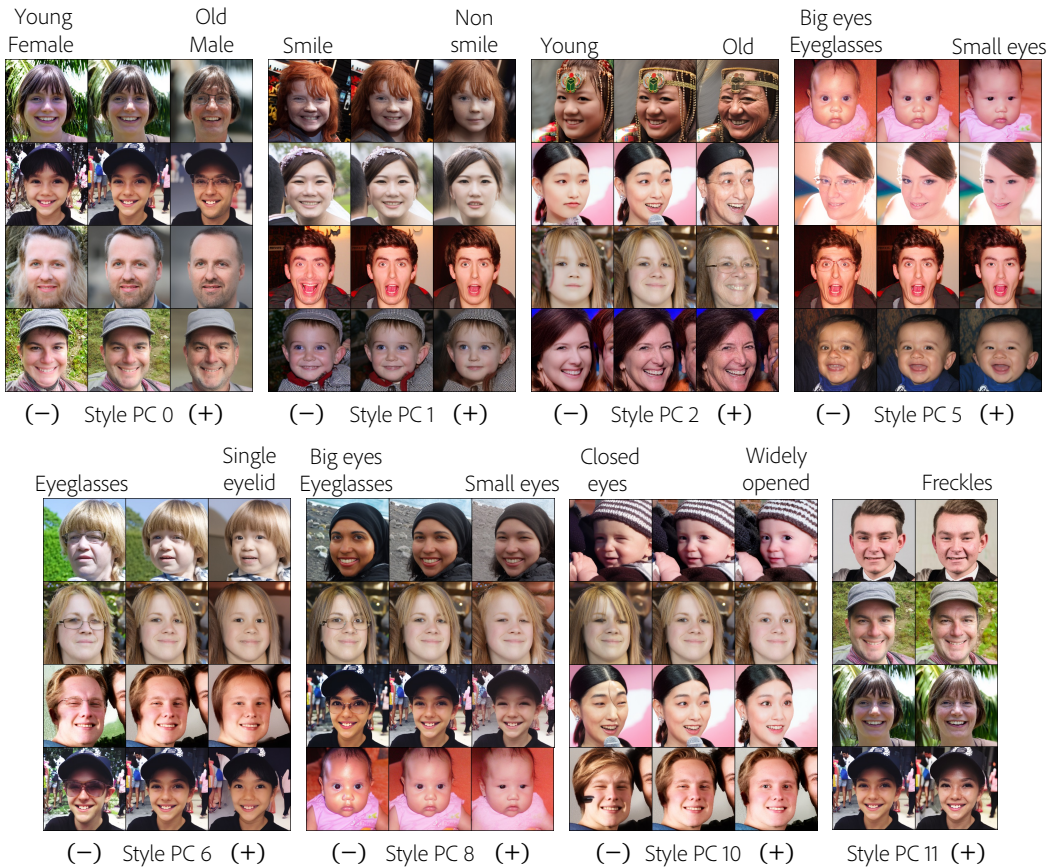 Young
Female
Old
Male
Smile
Non
smile
Young
Old
Big eyes
Eyeglasses
Small eyes
(−) Style PC 0 (+)
(−) Style PC 1 (+)
(−) Style PC 2 (+)
(−) Style PC 5 (+)
Eyeglasses
Single
eyelid
Big eyes
Eyeglasses
Small eyes
Closed
eyes
Widely
opened
Freckles
(−) Style PC 6 (+)
(−) Style PC 8 (+)
(−) Style PC 10 (+)
Style PC 11 (+)